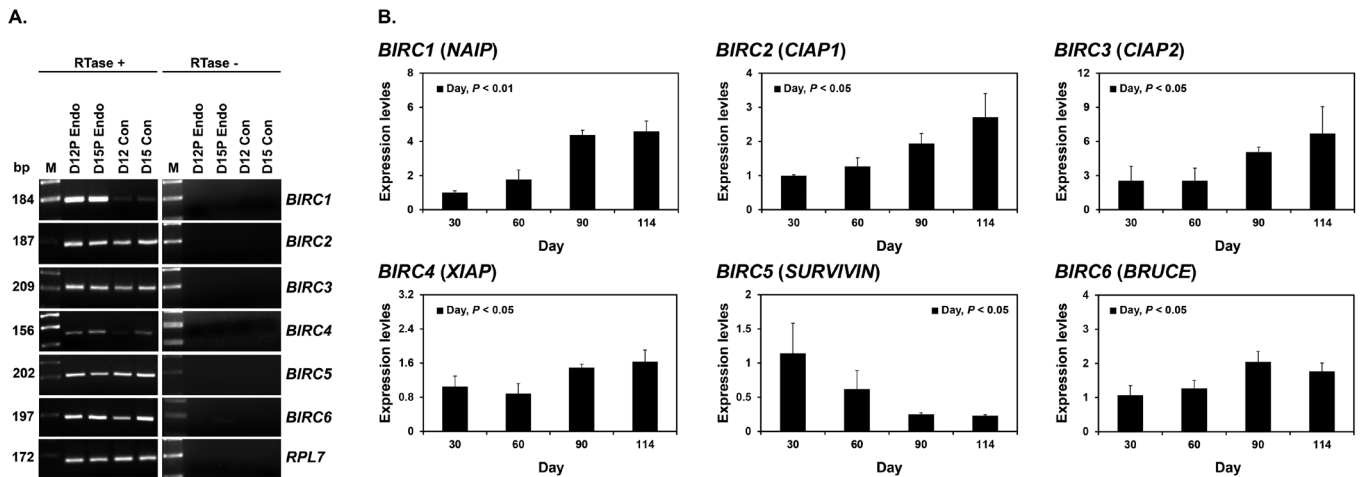 A.
RTase +
RTase -
bp
M
D12P Endo
D15P Endo
D12 Con
D15 Con
M
D12P Endo
D15P Endo
D12 Con
D15 Con
184
BIRC1
187
BIRC2
209
BIRC3
156
BIRC4
202
BIRC5
197
BIRC6
172
RPL7
B.
BIRC1 (NAIP)
Expression levles
8
6
4
2
0
Day, P < 0.01
30 60 90 114
Day
BIRC2 (CIAP1)
Expression levles
4
3
2
1
0
Day, P < 0.05
30 60 90 114
Day
BIRC3 (CIAP2)
Expression levles
12
9
6
3
0
Day, P < 0.05
30 60 90 114
Day
BIRC4 (XIAP)
Expression levles
3.2
2.4
1.6
0.8
0
Day, P < 0.05
30 60 90 114
Day
BIRC5 (SURVIVIN)
Expression levles
2
1.5
1
0.5
0
Day, P < 0.05
30 60 90 114
Day
BIRC6 (BRUCE)
Expression levles
4
3
2
1
0
Day, P < 0.05
30 60 90 114
Day